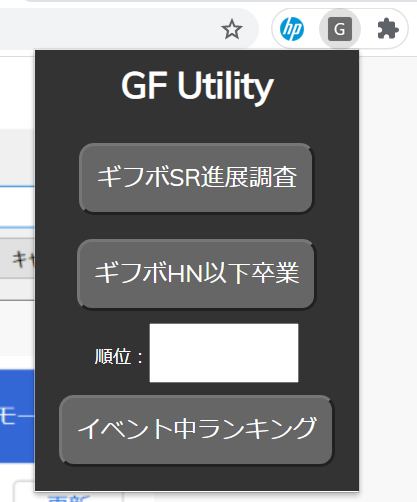 hp
G
GF Utility
ギフボSR進展調査
キャ
ギフボHN以下卒業
順位：
モー
イベント中ランキング
更新